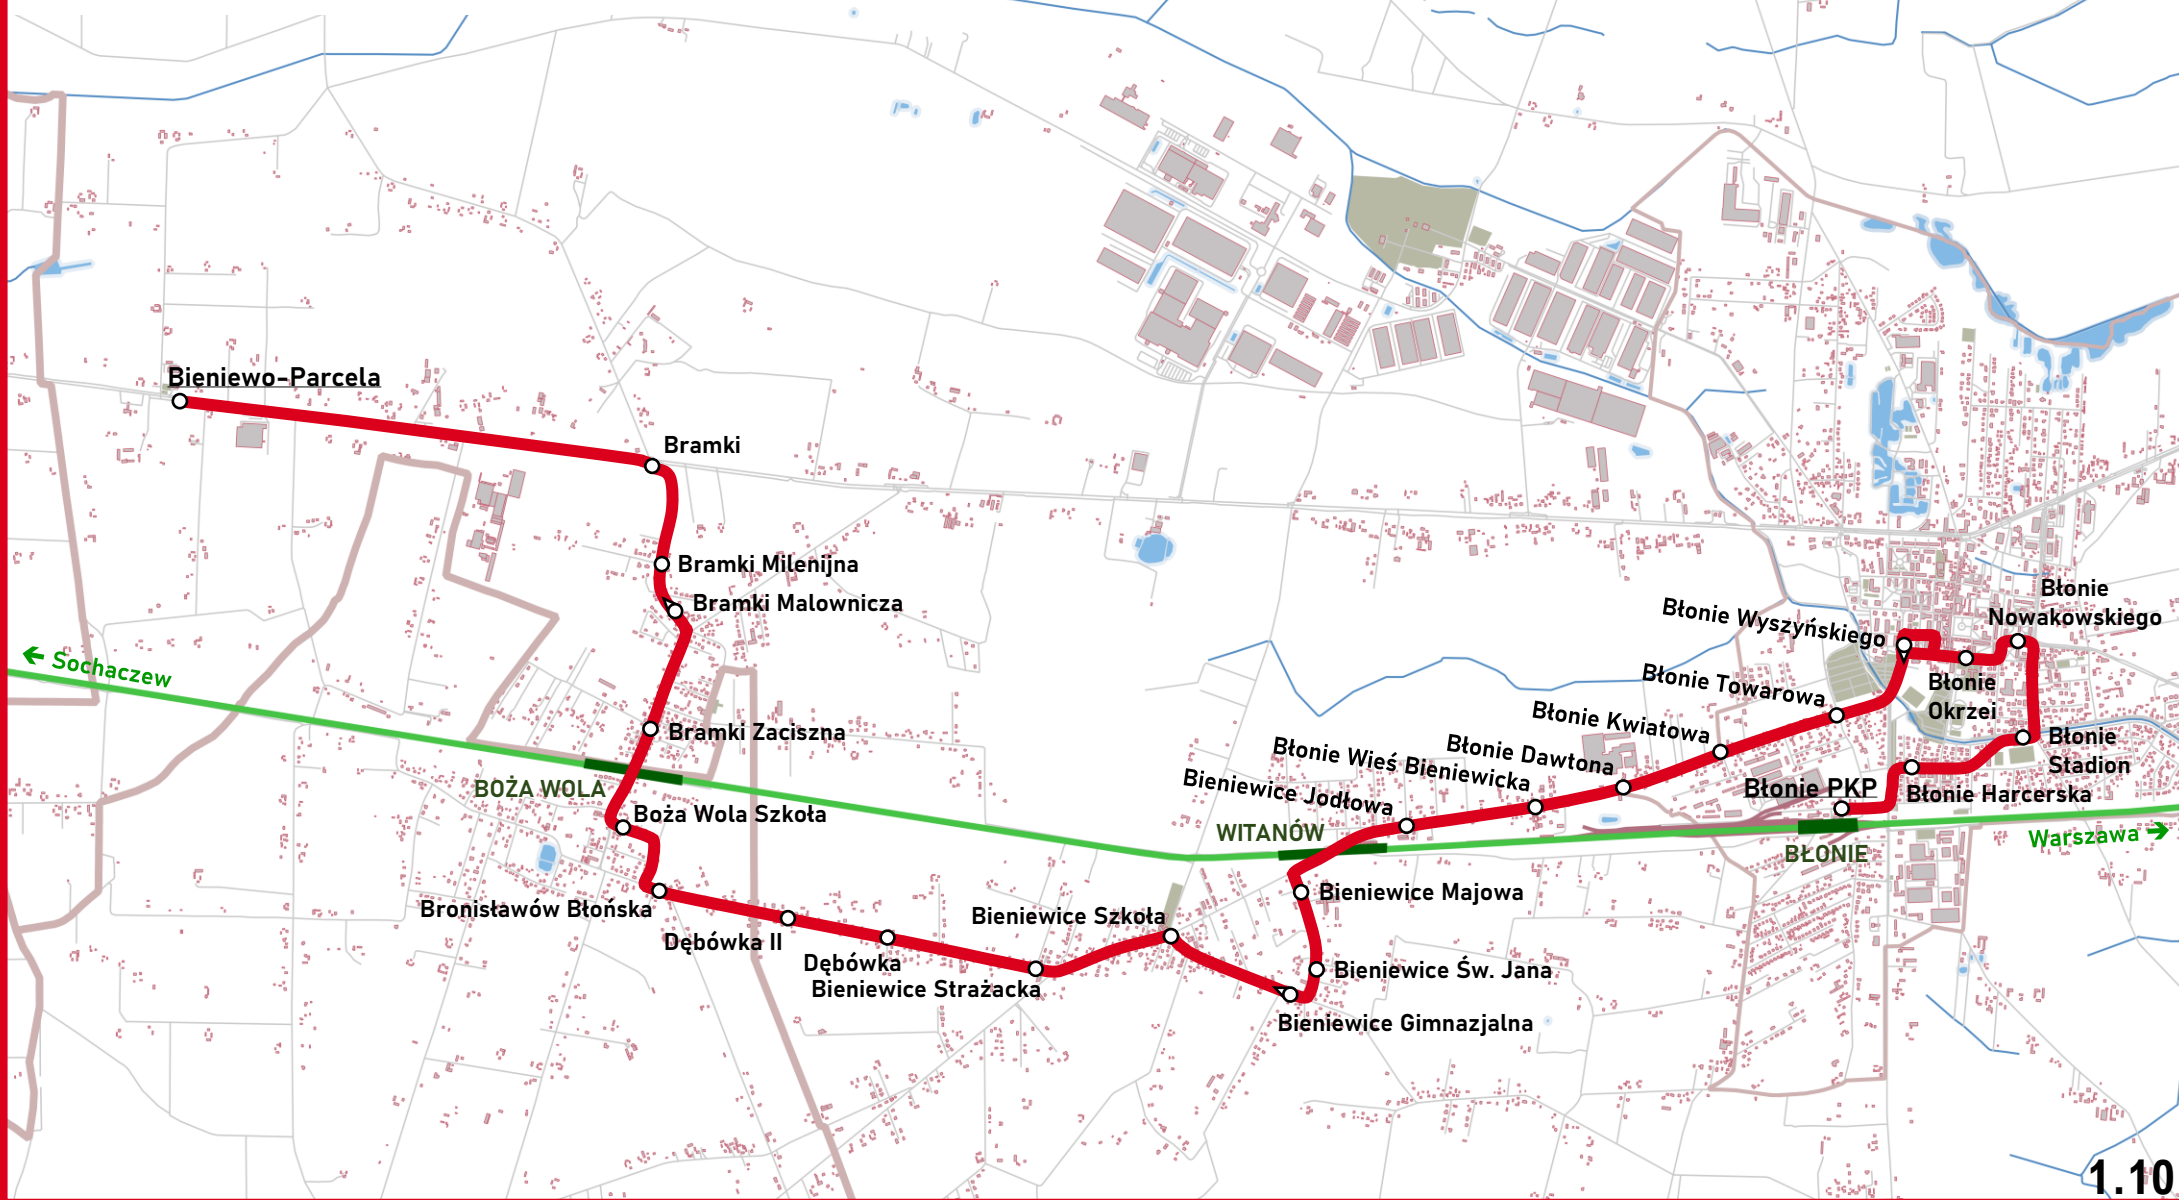 Bieniewo-Parcela
Bramki
Bramki Milenijna
Bramki Malownicza
← Sochaczew
Bramki Zaciszna
BOŻA WOLA
Boża Wola Szkoła
Bronisławów Błońska
Dębówka II
Dębówka
Bieniewice Strażacka
Bieniewice Szkoła
Bieniewice Gimnazjalna
Bieniewice Św. Jana
Bieniewice Majowa
WITANÓW
Bieniewice Jodłowa
Błonie Wieś Bieniewicka
Błonie Dawtona
Błonie Kwiatowa
Błonie Towarowa
Błonie Wyszyńskiego
Błonie
Okrzei
Błonie
Nowakowskiego
Błonie
Stadion
Błonie Harcerska
Błonie PKP
BŁONIE
Warszawa →
1.10